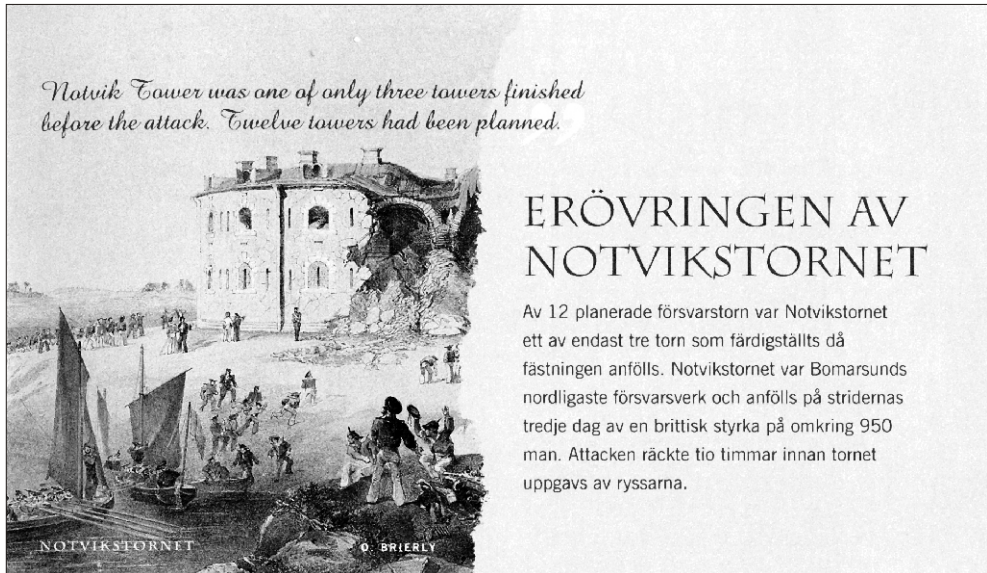 Notvik Tower was one of only three towers finished
before the attack. Twelve towers had been planned.
ERÖVRINGEN AV
NOTVIKSTORNET
Av 12 planerade försvarstorn var Notvikstornet
ett av endast tre torn som färdigställts då
fästningen anfölls. Notvikstornet var Bomarsunds
nordligaste försvarsverk och anfölls på stridernas
tredje dag av en brittisk styrka på omkring 950
man. Attacken räckte tio timmar innan tornet
uppgavs av ryssarna.
NOTVIKSTORNET
O. BRIERLY